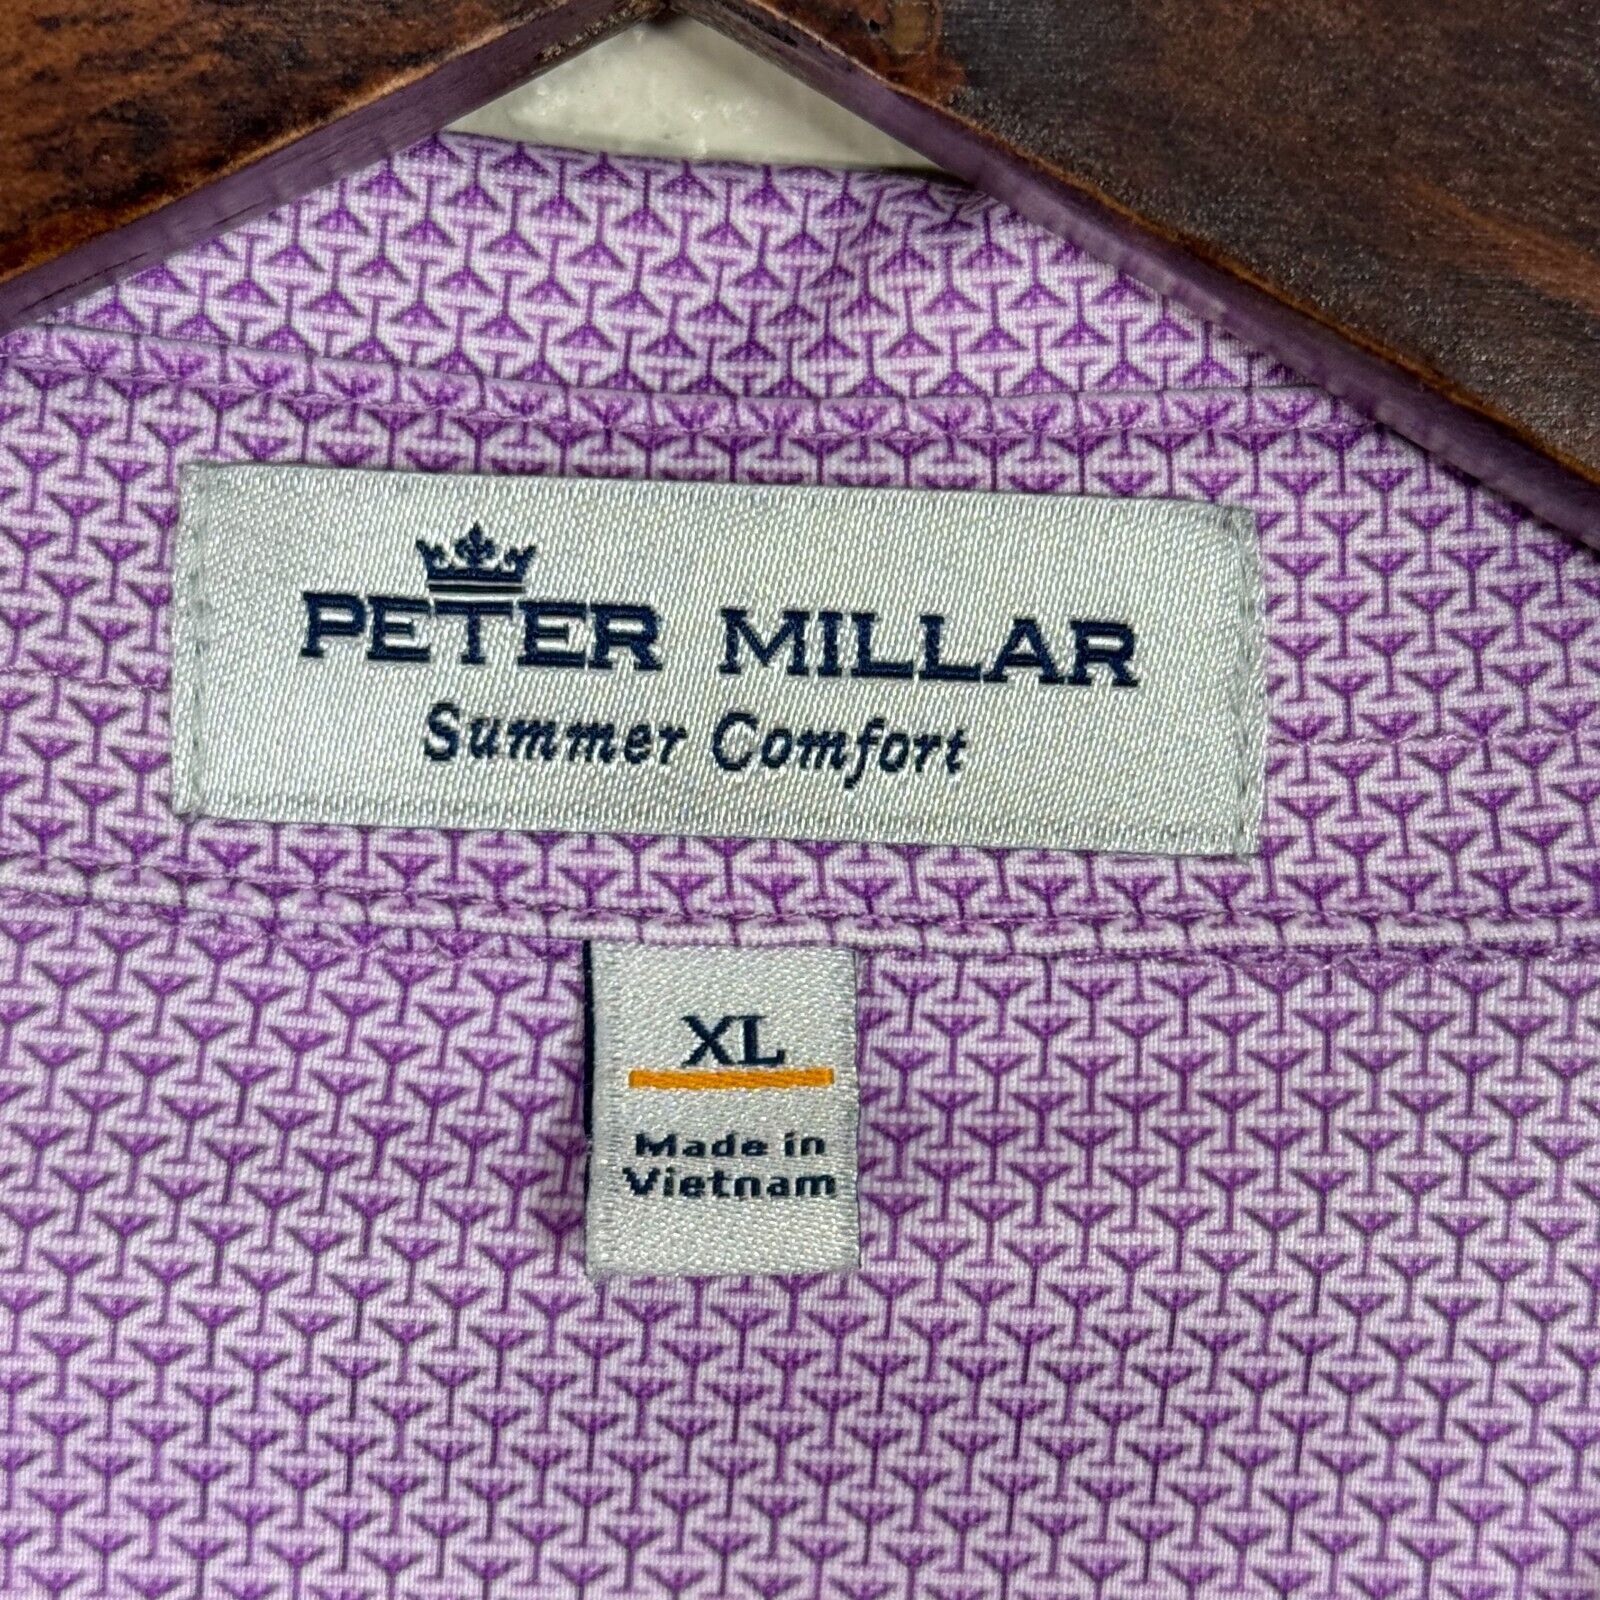 PETER MILLAR
Summer Comfort
XL
Made in
Vietnam